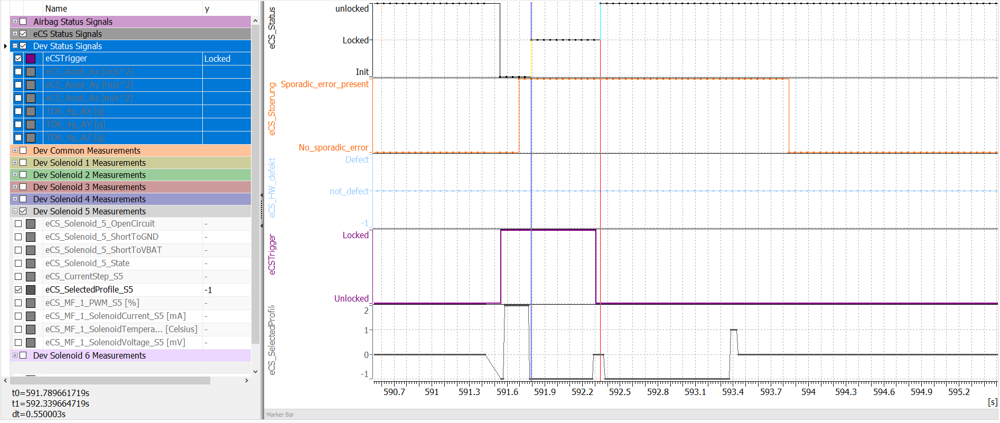 Name y
Airbag Status Signals
eCS Status Signals
Dev Status Signals
eCSTrigger Locked
eCS_Accel_Ax [m/s^2] -
eCS_Accel_Ay [m/s^2] -
eCS_Accel_Az [m/s^2] -
TDK_4g_AX [g]
TDK_4g_AY [g] -
TDK_4g_AZ [g] -
Dev Common Measurements
Dev Solenoid 1 Measurements
Dev Solenoid 2 Measurements
Dev Solenoid 3 Measurements
Dev Solenoid 4 Measurements
Dev Solenoid 5 Measurements
eCS_Solenoid_5_OpenCircuit -
eCS_Solenoid_5_ShortToGND -
eCS_Solenoid_5_ShortToVBAT -
eCS_Solenoid_5_State -
eCS_CurrentStep_S5 -
eCS_SelectedProfile_S5 -1
eCS_MF_1_PWM_S5 [%] -
eCS_MF_1_SolenoidCurrent_S5 [mA] -
eCS_MF_1_SolenoidTempera... [Celsius] -
eCS_MF_1_SolenoidVoltage_S5 [mV] -
Dev Solenoid 6 Measurements
t0=591.789661719s
t1=592.339664719s
dt=0.550003s
eCS_Status
unlocked
Locked
Init
eCS_Stoerung
Sporadic_error_present
No_sporadic_error
eCS_HW_defekt
Defect
not_defect
-1
eCSTrigger
Locked
Unlocked
eCS_SelectedProfil
2
1
0
-1
590.7 591 591.3 591.6 591.9 592.2 592.5 592.8 593.1 593.4 593.7 594 594.3 594.6 594.9 595.2
[s]
Marker Bar